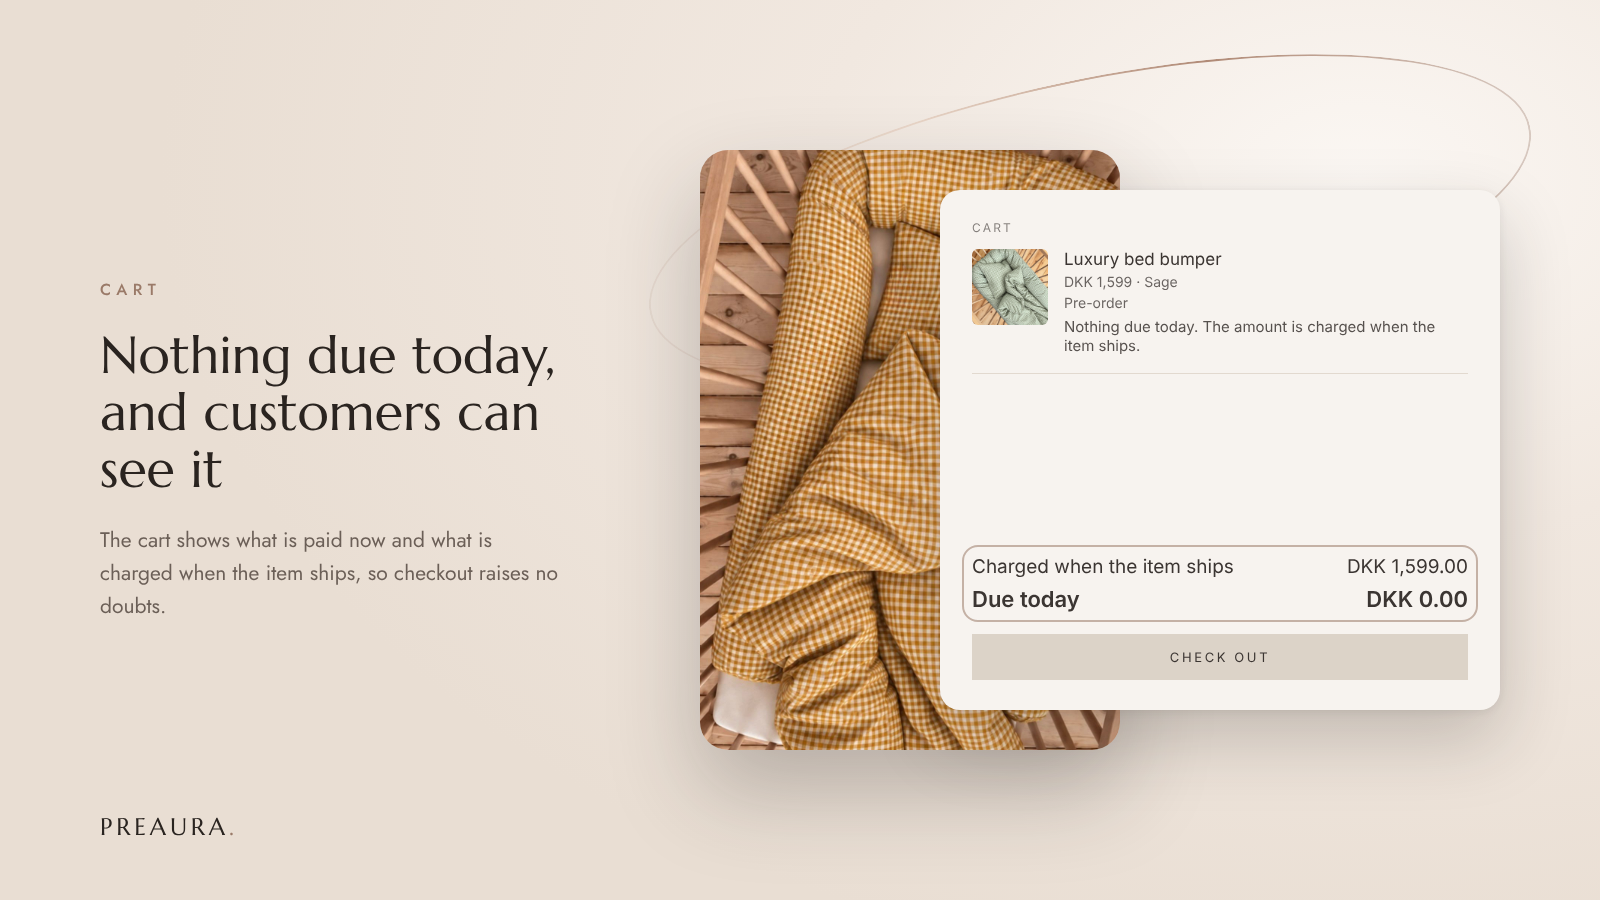 CART
Nothing due today,
and customers can
see it
The cart shows what is paid now and what is
charged when the item ships, so checkout raises no
doubts.
PREAURA.
CART
Luxury bed bumper
DKK 1,599 · Sage
Pre-order
Nothing due today. The amount is charged when the
item ships.
Charged when the item ships DKK 1,599.00
Due today DKK 0.00
CHECK OUT